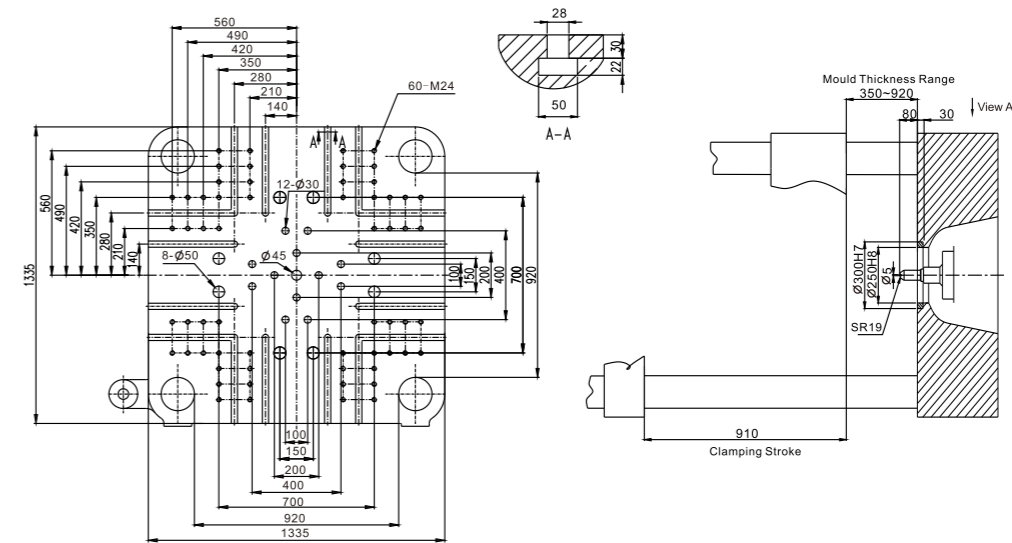 560
490
420
350
280
210
140
60-M24
A A
12-Ø30
8-Ø50
Ø45
560
490
420
350
280
210
140
1335
100
150
200
400
700
920
100
150
200
400
700
920
1335
28
30
22
50
A-A
Mould Thickness Range
350~920
80
30
View A
Ø300H7
Ø250H8
Ø5
SR19
910
Clamping Stroke